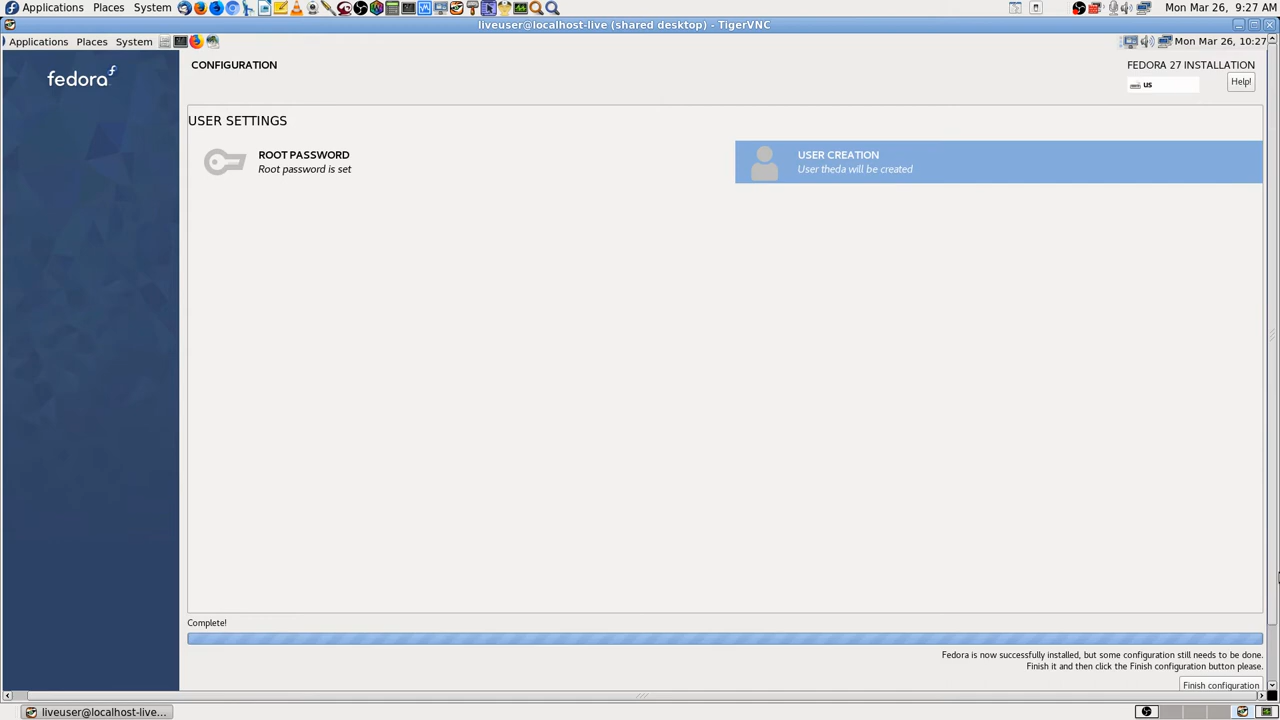 Applications Places System Mon Mar 26, 9:27 AM
liveuser@localhost-live (shared desktop) - TigerVNC
Applications Places System Mon Mar 26, 10:27
fedora
CONFIGURATION
FEDORA 27 INSTALLATION
us
Help!
USER SETTINGS
ROOT PASSWORD
Root password is set
USER CREATION
User theda will be created
Complete!
Fedora is now successfully installed, but some configuration still needs to be done.
Finish it and then click the Finish configuration button please.
Finish configuration
liveuser@localhost-live...